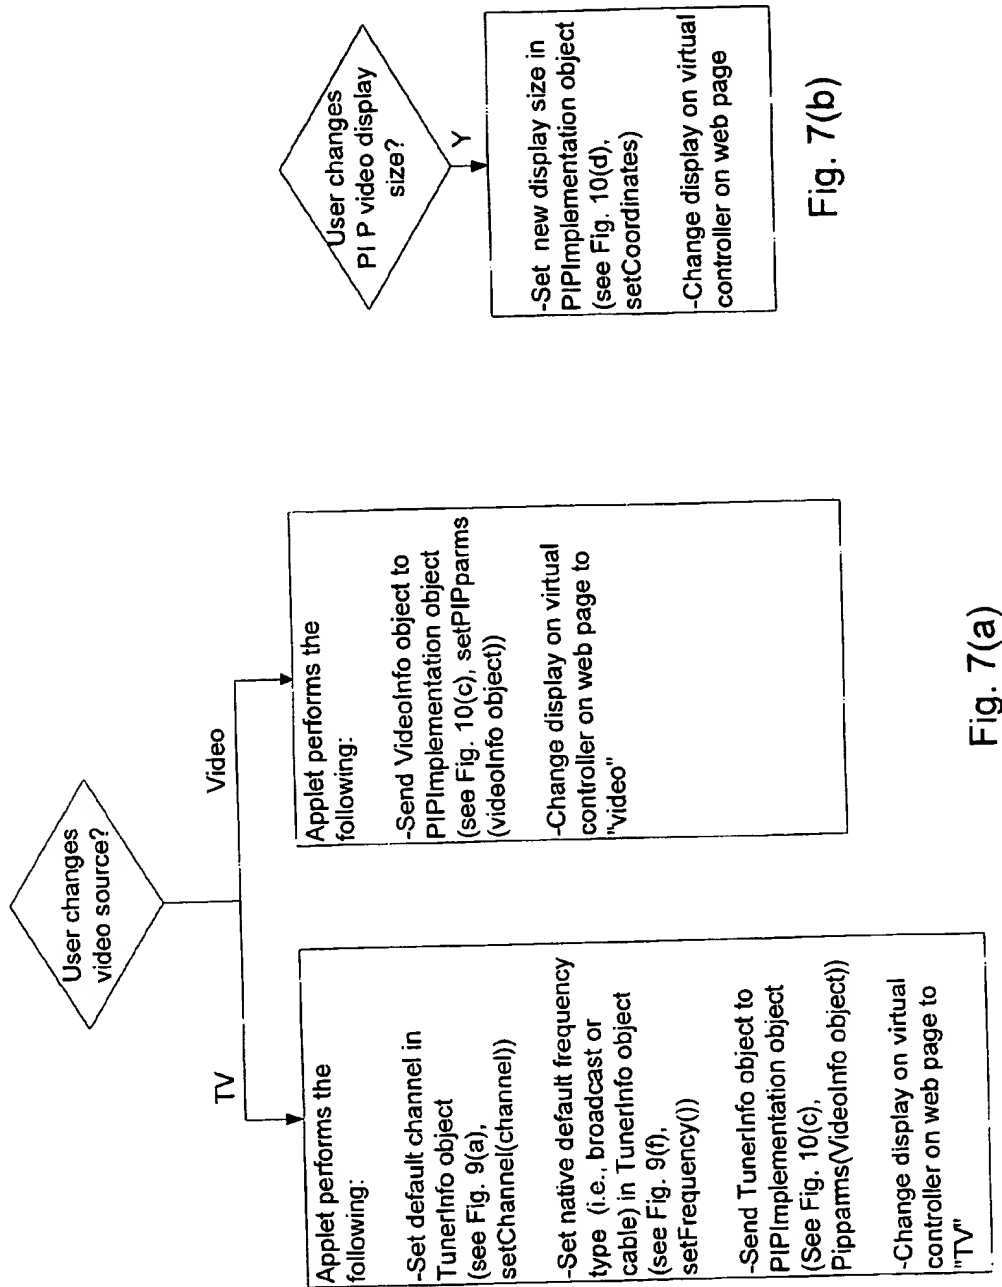 User changes
video source?
TV
Video
Applet performs the
following:
-Set default channel in
TunerInfo object
(see Fig. 9(a),
setChannel(channel))
-Set native default frequency
type (i.e., broadcast or
cable) in TunerInfo object
(see Fig. 9(f),
setFrequency())
-Send TunerInfo object to
PIPImplementation object
(See Fig. 10(c),
Pipparms(VideoInfo object))
-Change display on virtual
controller on web page to
"TV"
Applet performs the
following:
-Send VideoInfo object to
PIPImplementation object
(see Fig. 10(c), setPIPparms
(videoInfo object))
-Change display on virtual
controller on web page to
"video"
Fig. 7(a)
User changes
PI P video display
size?
Y
-Set new display size in
PIPImplementation object
(see Fig. 10(d),
setCoordinates)
-Change display on virtual
controller on web page
Fig. 7(b)